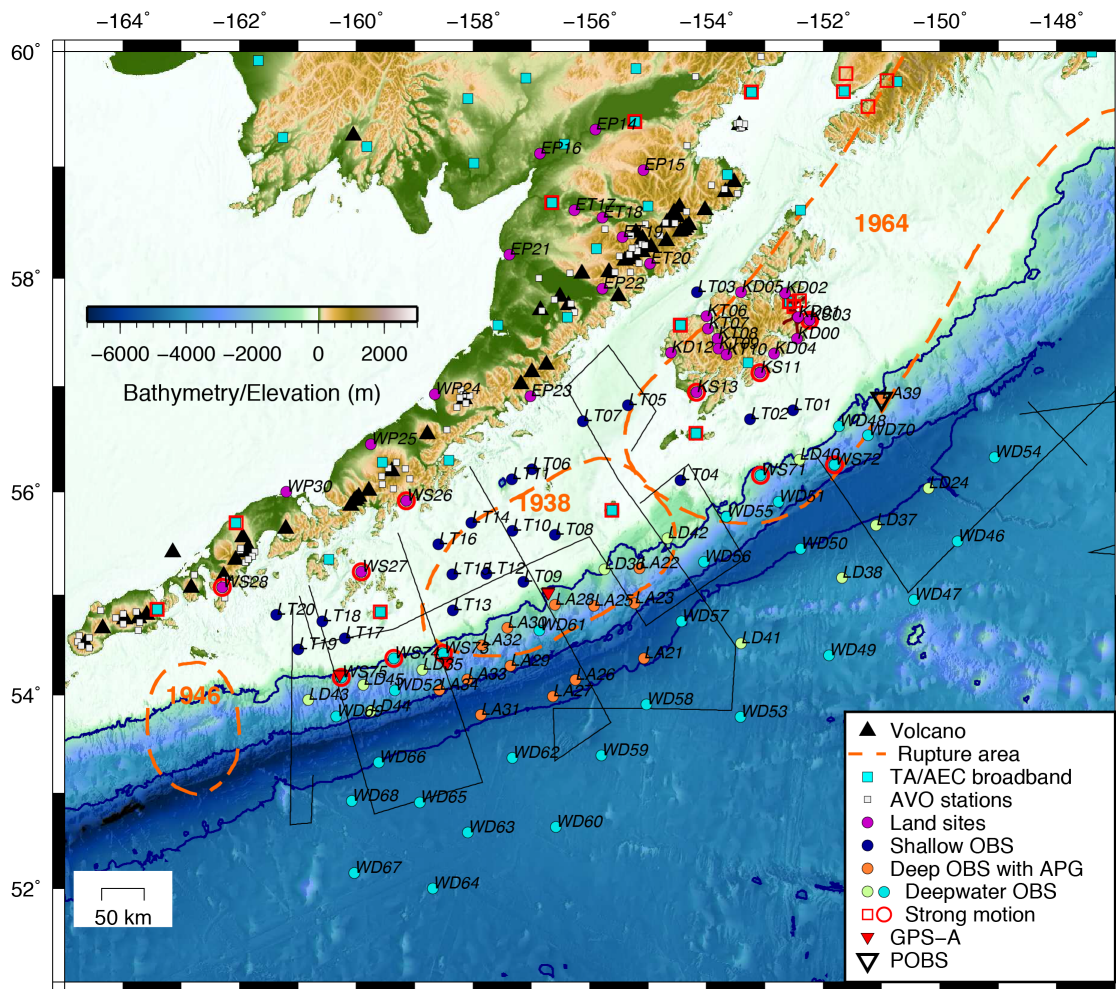 −164° −162° −160° −158° −156° −154° −152° −150° −148°
60°
58°
56°
54°
52°
EP14
EP16
EP15
ET17
ET18
ET19
EP21
ET20
EP22
1964
LT03
KD05
KD02
KT06
KT07
KT08
KD00
KD12
KT10
KD04
KS11
KS13
−6000 −4000 −2000 0 2000
Bathymetry/Elevation (m)
WP24
EP23
LT05
LT07
LT01
LT02
LA39
WD48
WD70
WP25
LD40
WS72
WS71
WD54
LT06
LT11
LT04
LD24
WP30
WS26
1938
WD51
WD55
LT14
LT10
LT08
LD42
LD37
LT16
WD50
WD46
WD56
WS27
LT15
LT12
LT09
LD36
LA22
LD38
WS28
LA28
LA25
LA23
WD47
LT20
LT18
LT13
LA30
WD61
WD57
LT19
LT17
LA32
LD41
WS74
WS73
LA21
WD49
WS75
LD35
LA29
LD45
WD52
LA34
LA33
LA26
1946
LD43
LA27
WD58
WD69
LD44
LA31
WD53
WD66
WD62
WD59
WD68
WD65
WD63
WD60
WD67
WD64
50 km
Volcano
Rupture area
TA/AEC broadband
AVO stations
Land sites
Shallow OBS
Deep OBS with APG
Deepwater OBS
Strong motion
GPS−A
POBS